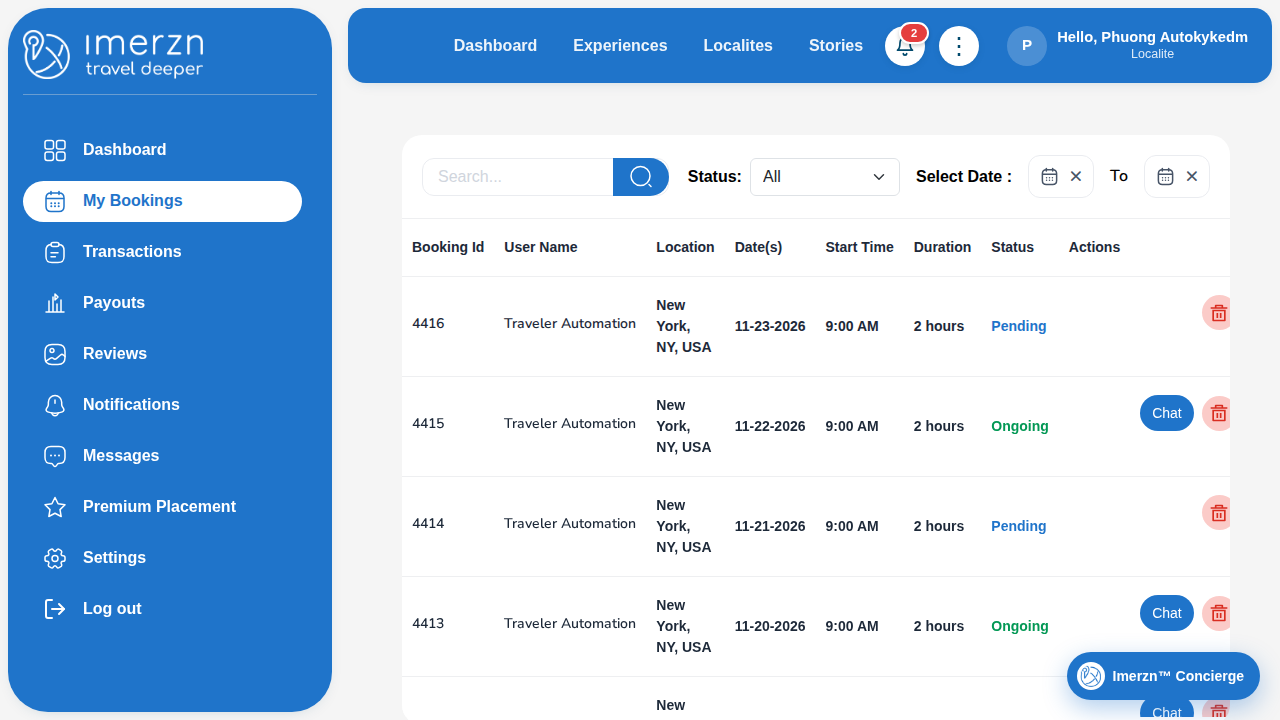 imerzn
travel deeper
Dashboard
My Bookings
Transactions
Payouts
Reviews
Notifications
Messages
Premium Placement
Settings
Log out
Dashboard Experiences Localites Stories 2 P Hello, Phuong Autokykedm
Localite
Search... Status: All Select Date : To
Booking Id User Name Location Date(s) Start Time Duration Status Actions
4416 Traveler Automation New York, NY, USA 11-23-2026 9:00 AM 2 hours Pending
4415 Traveler Automation New York, NY, USA 11-22-2026 9:00 AM 2 hours Ongoing Chat
4414 Traveler Automation New York, NY, USA 11-21-2026 9:00 AM 2 hours Pending
4413 Traveler Automation New York, NY, USA 11-20-2026 9:00 AM 2 hours Ongoing Chat
New Chat
Imerzn™ Concierge